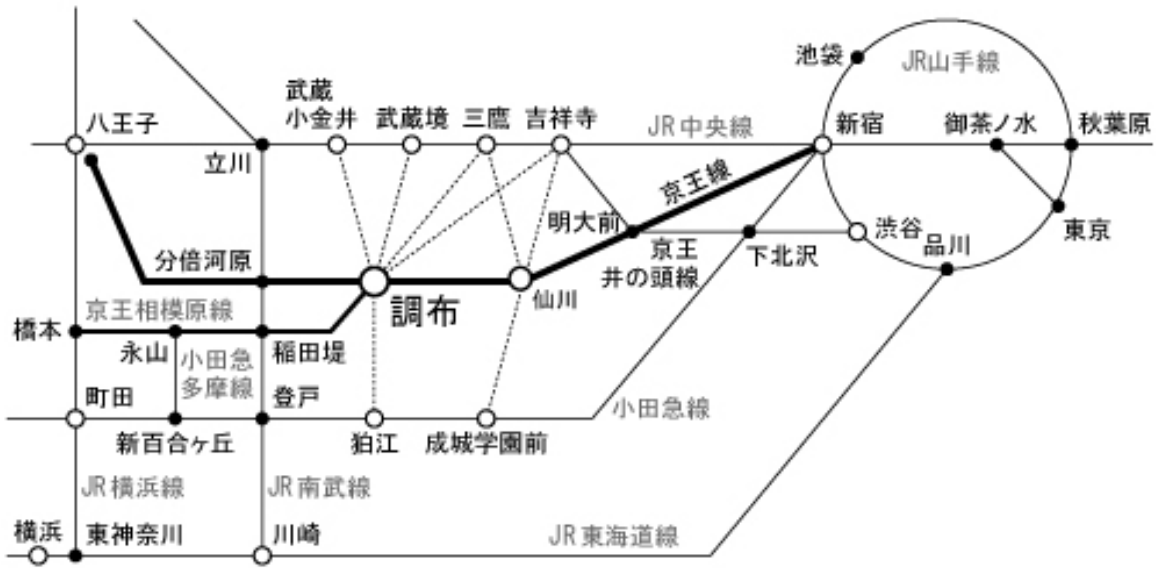 池袋
JR山手線
八王子
武蔵
小金井
武蔵境
三鷹
吉祥寺
JR中央線
新宿
御茶ノ水
秋葉原
立川
京王線
明大前
渋谷
品川
東京
分倍河原
京王
井の頭線
下北沢
仙川
調布
京王相模原線
橋本
永山
小田急
多摩線
稲田堤
町田
登戸
小田急線
新百合ヶ丘
狛江
成城学園前
JR横浜線
JR南武線
横浜
東神奈川
川崎
JR東海道線